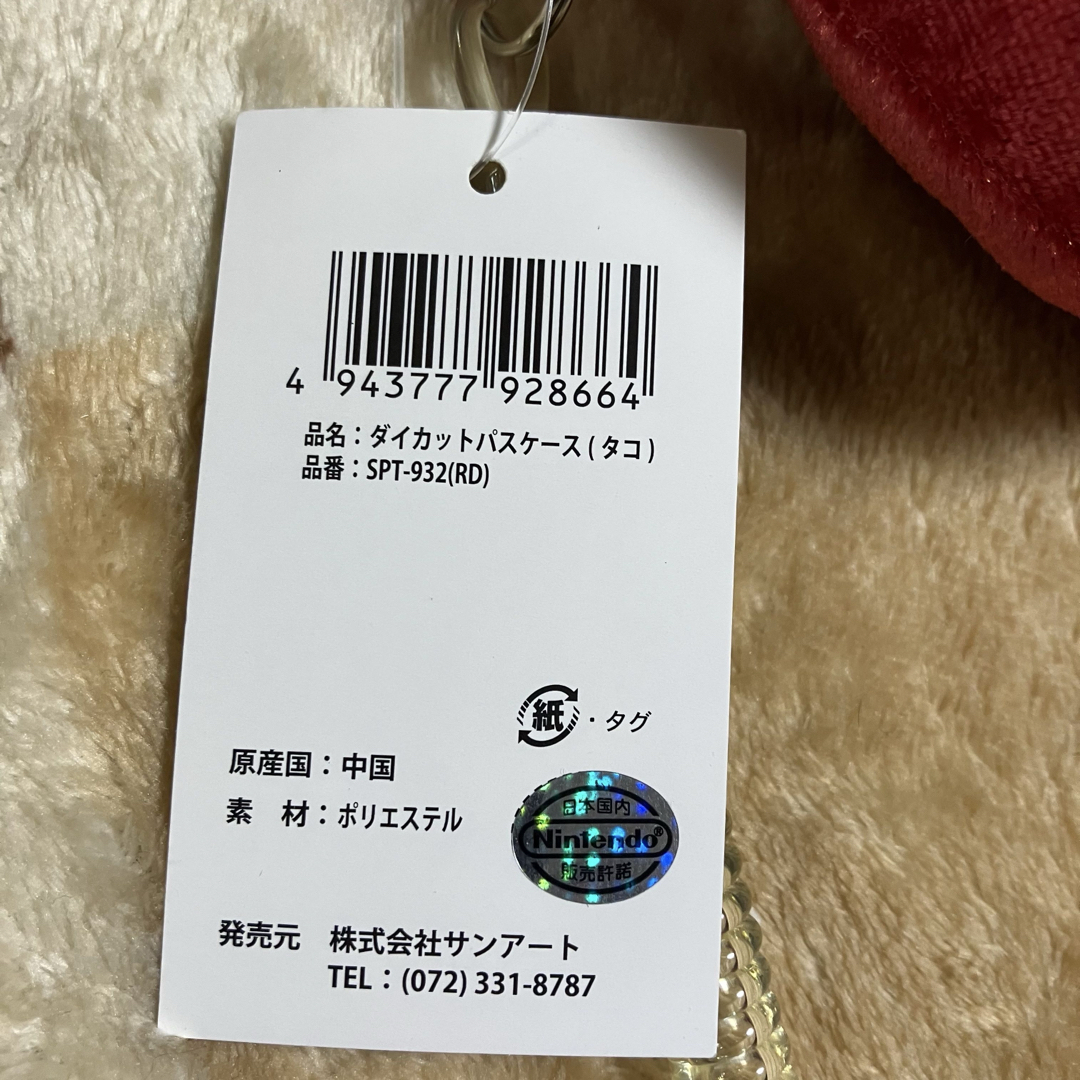 4 943777 928664
品名：ダイカットパスケース(タコ)
品番：SPT-932(RD)
紙・タグ
原産国：中国
素　材：ポリエステル
日本国内
Nintendo®
販売許諾
発売元　株式会社サンアート
TEL：(072) 331-8787